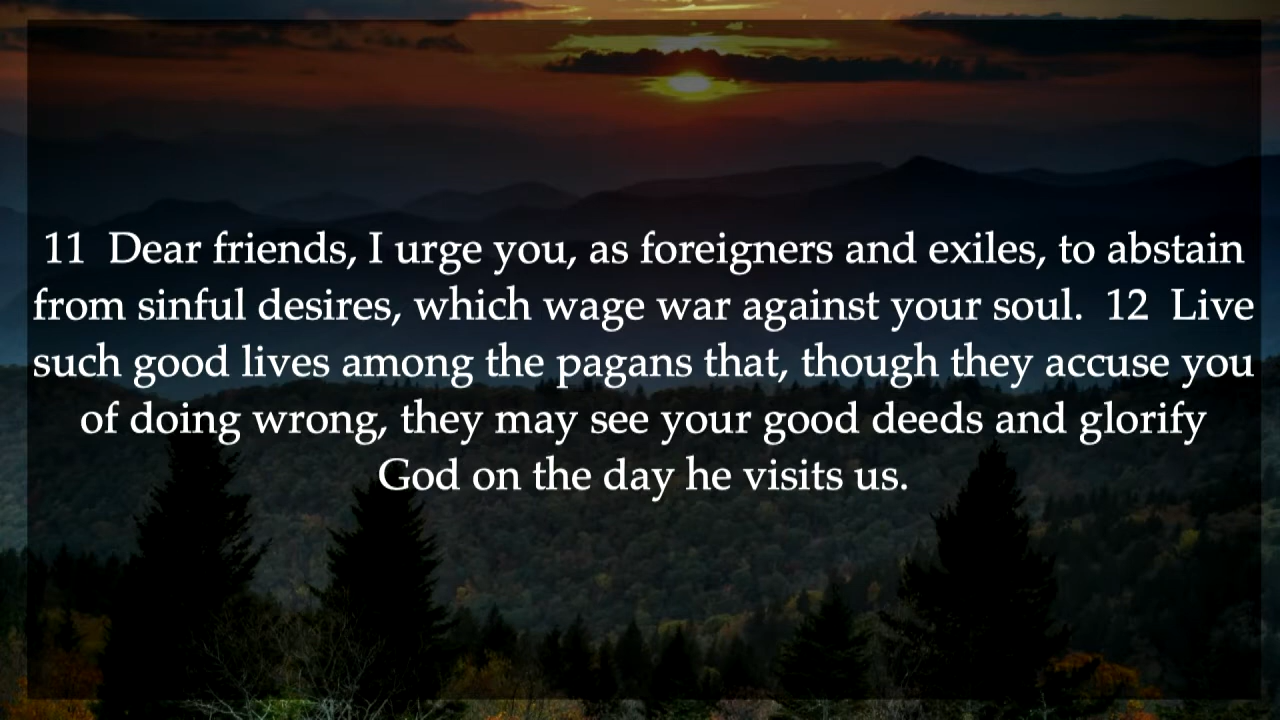 11  Dear friends, I urge you, as foreigners and exiles, to abstain
from sinful desires, which wage war against your soul.  12  Live
such good lives among the pagans that, though they accuse you
of doing wrong, they may see your good deeds and glorify
God on the day he visits us.